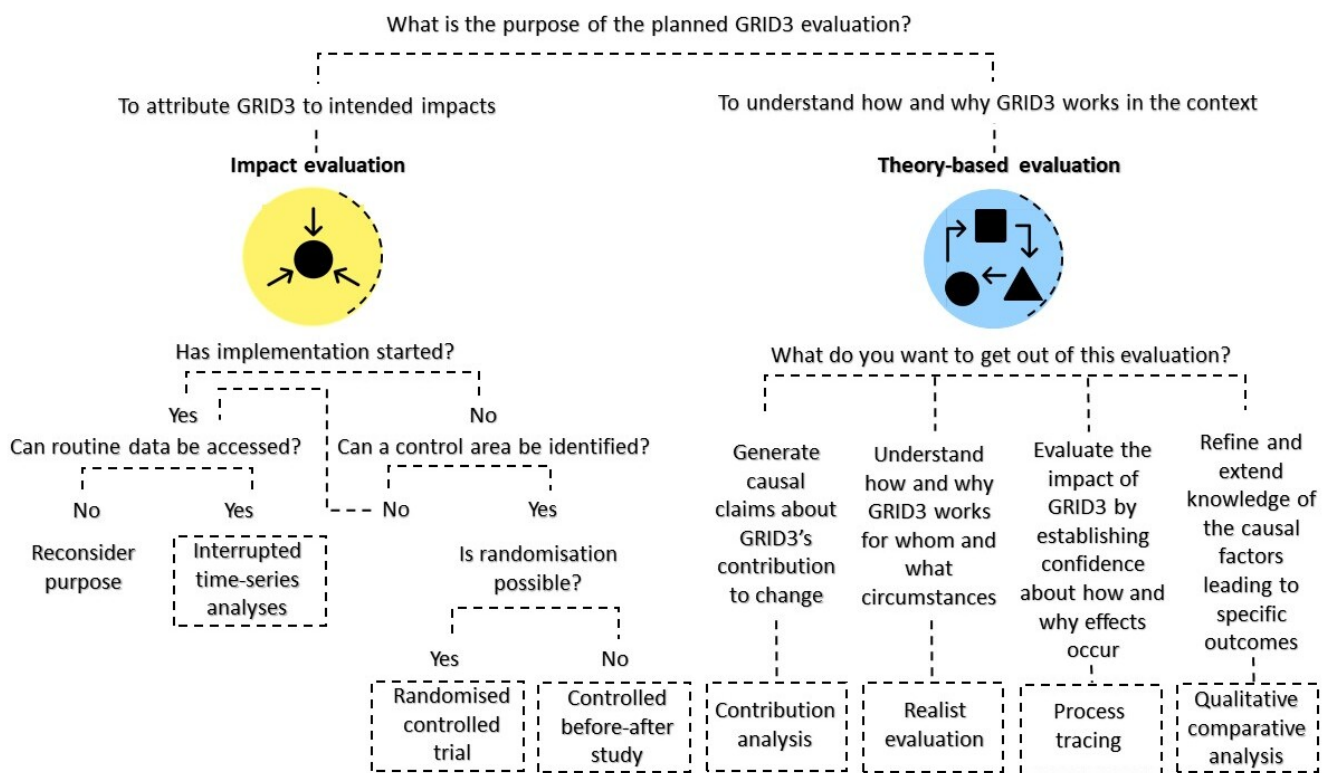 What is the purpose of the planned GRID3 evaluation?
To attribute GRID3 to intended impacts
To understand how and why GRID3 works in the context
Impact evaluation
Theory-based evaluation
Has implementation started?
What do you want to get out of this evaluation?
Yes
No
Can routine data be accessed?
Can a control area be identified?
No
Yes
No
Yes
Reconsider
purpose
Interrupted
time-series
analyses
Is randomisation
possible?
Yes
No
Randomised
controlled
trial
Controlled
before-after
study
Generate
causal
claims about
GRID3's
contribution
to change
Understand
how and why
GRID3 works
for whom and
what
circumstances
Evaluate the
impact of
GRID3 by
establishing
confidence
about how and
why effects
occur
Refine and
extend
knowledge of
the causal
factors
leading to
specific
outcomes
Contribution
analysis
Realist
evaluation
Process
tracing
Qualitative
comparative
analysis